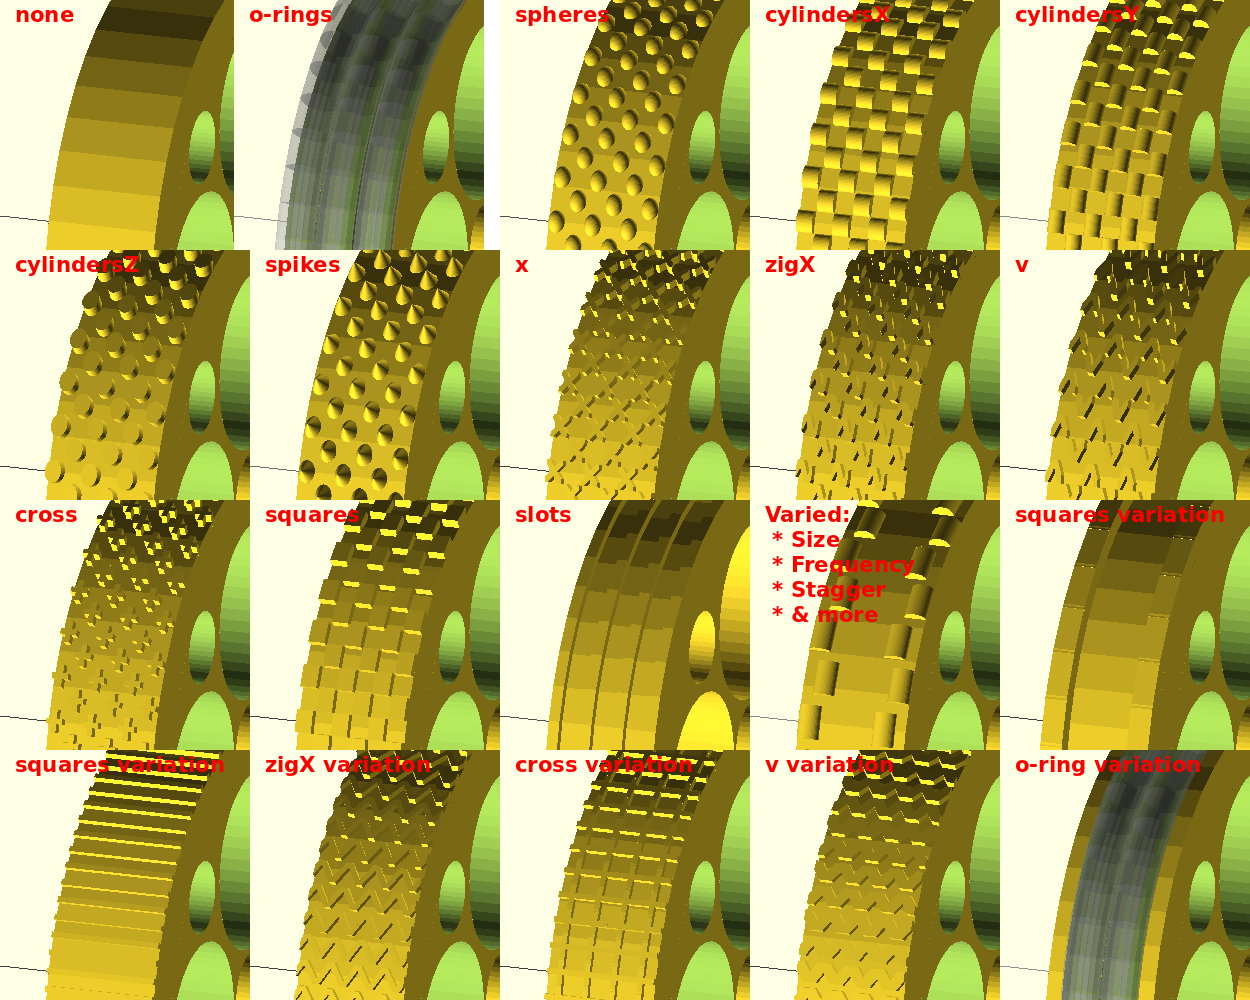 none
o-rings
spheres
cylindersX
cylindersY
cylindersZ
spikes
x
zigX
v
cross
squares
slots
Varied:
* Size
* Frequency
* Stagger
* & more
squares variation
squares variation
zigX variation
cross variation
v variation
o-ring variation